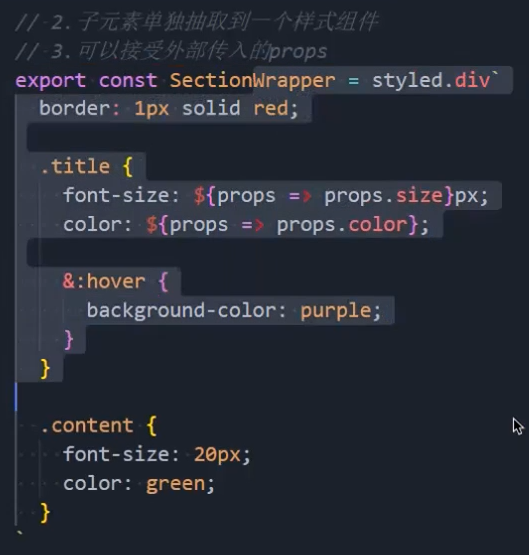 // 2.子元素单独抽取到一个样式组件
// 3.可以接受外部传入的props
export const SectionWrapper = styled.div`
  border: 1px solid red;

  .title {
    font-size: ${props => props.size}px;
    color: ${props => props.color};

    &:hover {
      background-color: purple;
    }
  }

  .content {
    font-size: 20px;
    color: green;
  }
`